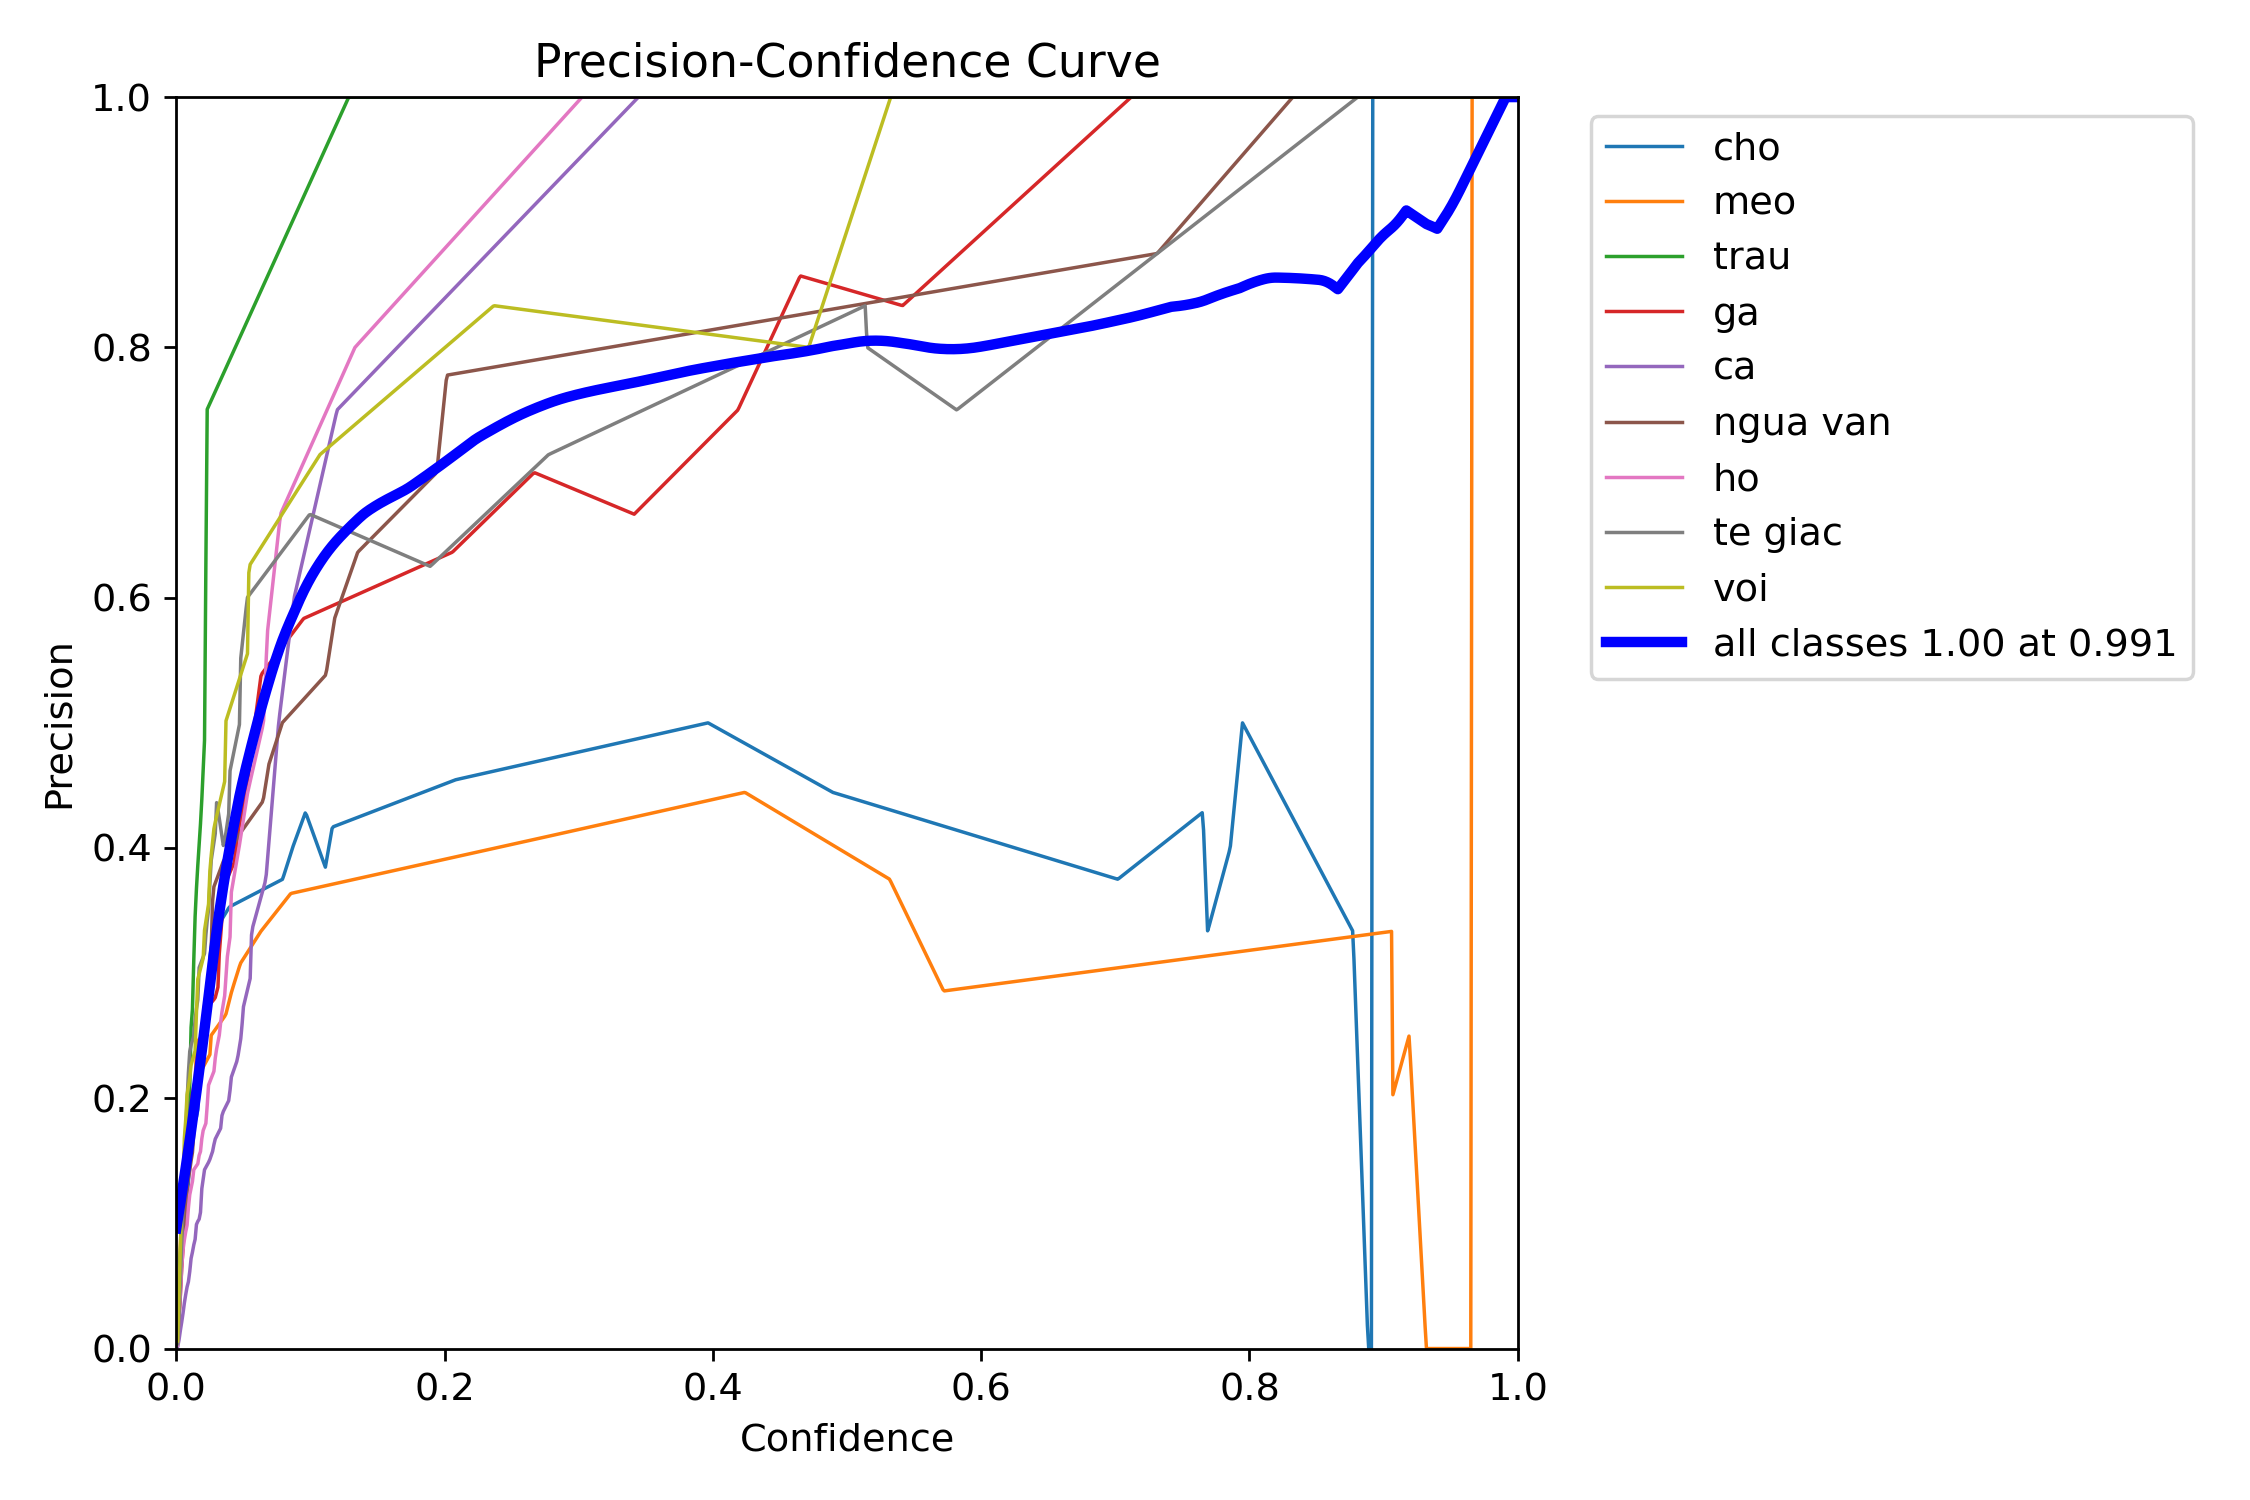 Precision-Confidence Curve
1.0
0.8
0.6
0.4
0.2
0.0
Precision
0.0 0.2 0.4 0.6 0.8 1.0
Confidence
cho
meo
trau
ga
ca
ngua van
ho
te giac
voi
all classes 1.00 at 0.991